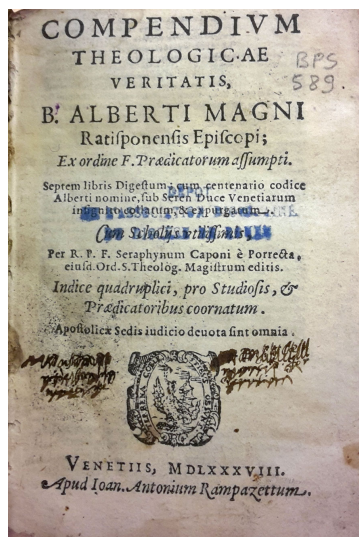 COMPENDIVM
THEOLOGICAE
VERITATIS,
B. ALBERTI MAGNI
Ratisponensis Episcopi;
Ex ordine F. Prædicatorum assumpti.
Septem libris Digestum: cum centenario codice
Alberti nomine, sub Seren Duce Venetiarum
collatum, & expurgatum.
Cum Scholijs vtilissimis,
Per R. P. F. Seraphynum Caponi è Porrecta,
eiusd. Ord. S. Theolog. Magistrum editis.
Indice quadruplici, pro Studiosis, &
Prædicatoribus coornatum.
Apostolicæ Sedis iudicio deuota sint omnia.
VENETIIS, MDLXXXVIII.
Apud Ioan. Antonium Rampazettum.
BPS
589